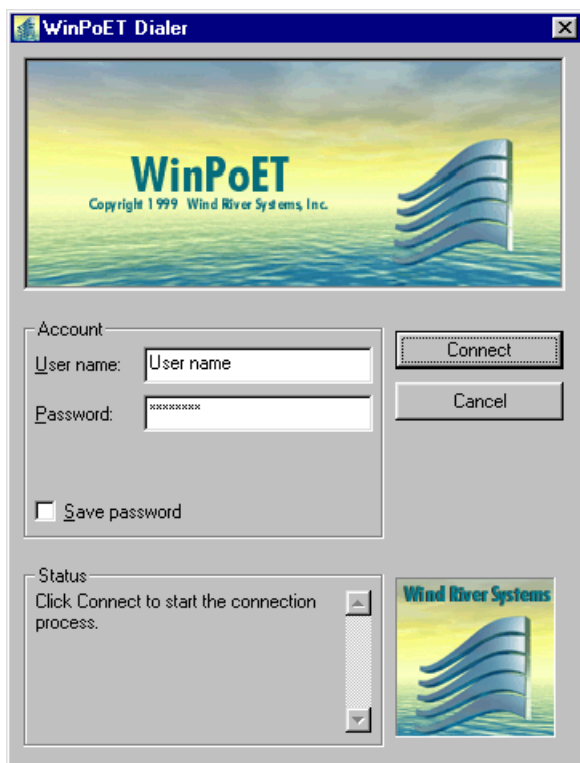 WinPoET Dialer
WinPoET
Copyright 1999 Wind River Systems, Inc.
Account
User name: User name
Password: ********
Save password
Connect
Cancel
Status
Click Connect to start the connection
process.
Wind River Systems